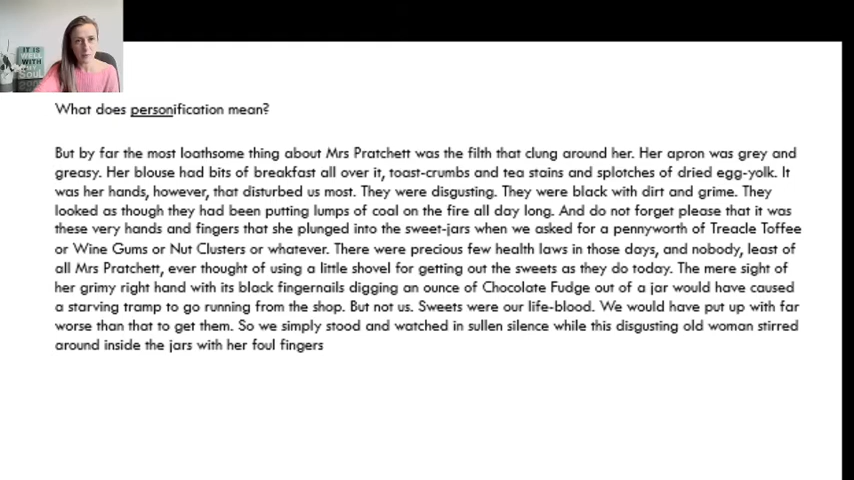 IT IS
WELL
WITH
MY
SOUL
What does personification mean?
But by far the most loathsome thing about Mrs Pratchett was the filth that clung around her. Her apron was grey and
greasy. Her blouse had bits of breakfast all over it, toast-crumbs and tea stains and splotches of dried egg-yolk. It
was her hands, however, that disturbed us most. They were disgusting. They were black with dirt and grime. They
looked as though they had been putting lumps of coal on the fire all day long. And do not forget please that it was
these very hands and fingers that she plunged into the sweet-jars when we asked for a pennyworth of Treacle Toffee
or Wine Gums or Nut Clusters or whatever. There were precious few health laws in those days, and nobody, least of
all Mrs Pratchett, ever thought of using a little shovel for getting out the sweets as they do today. The mere sight of
her grimy right hand with its black fingernails digging an ounce of Chocolate Fudge out of a jar would have caused
a starving tramp to go running from the shop. But not us. Sweets were our life-blood. We would have put up with far
worse than that to get them. So we simply stood and watched in sullen silence while this disgusting old woman stirred
around inside the jars with her foul fingers